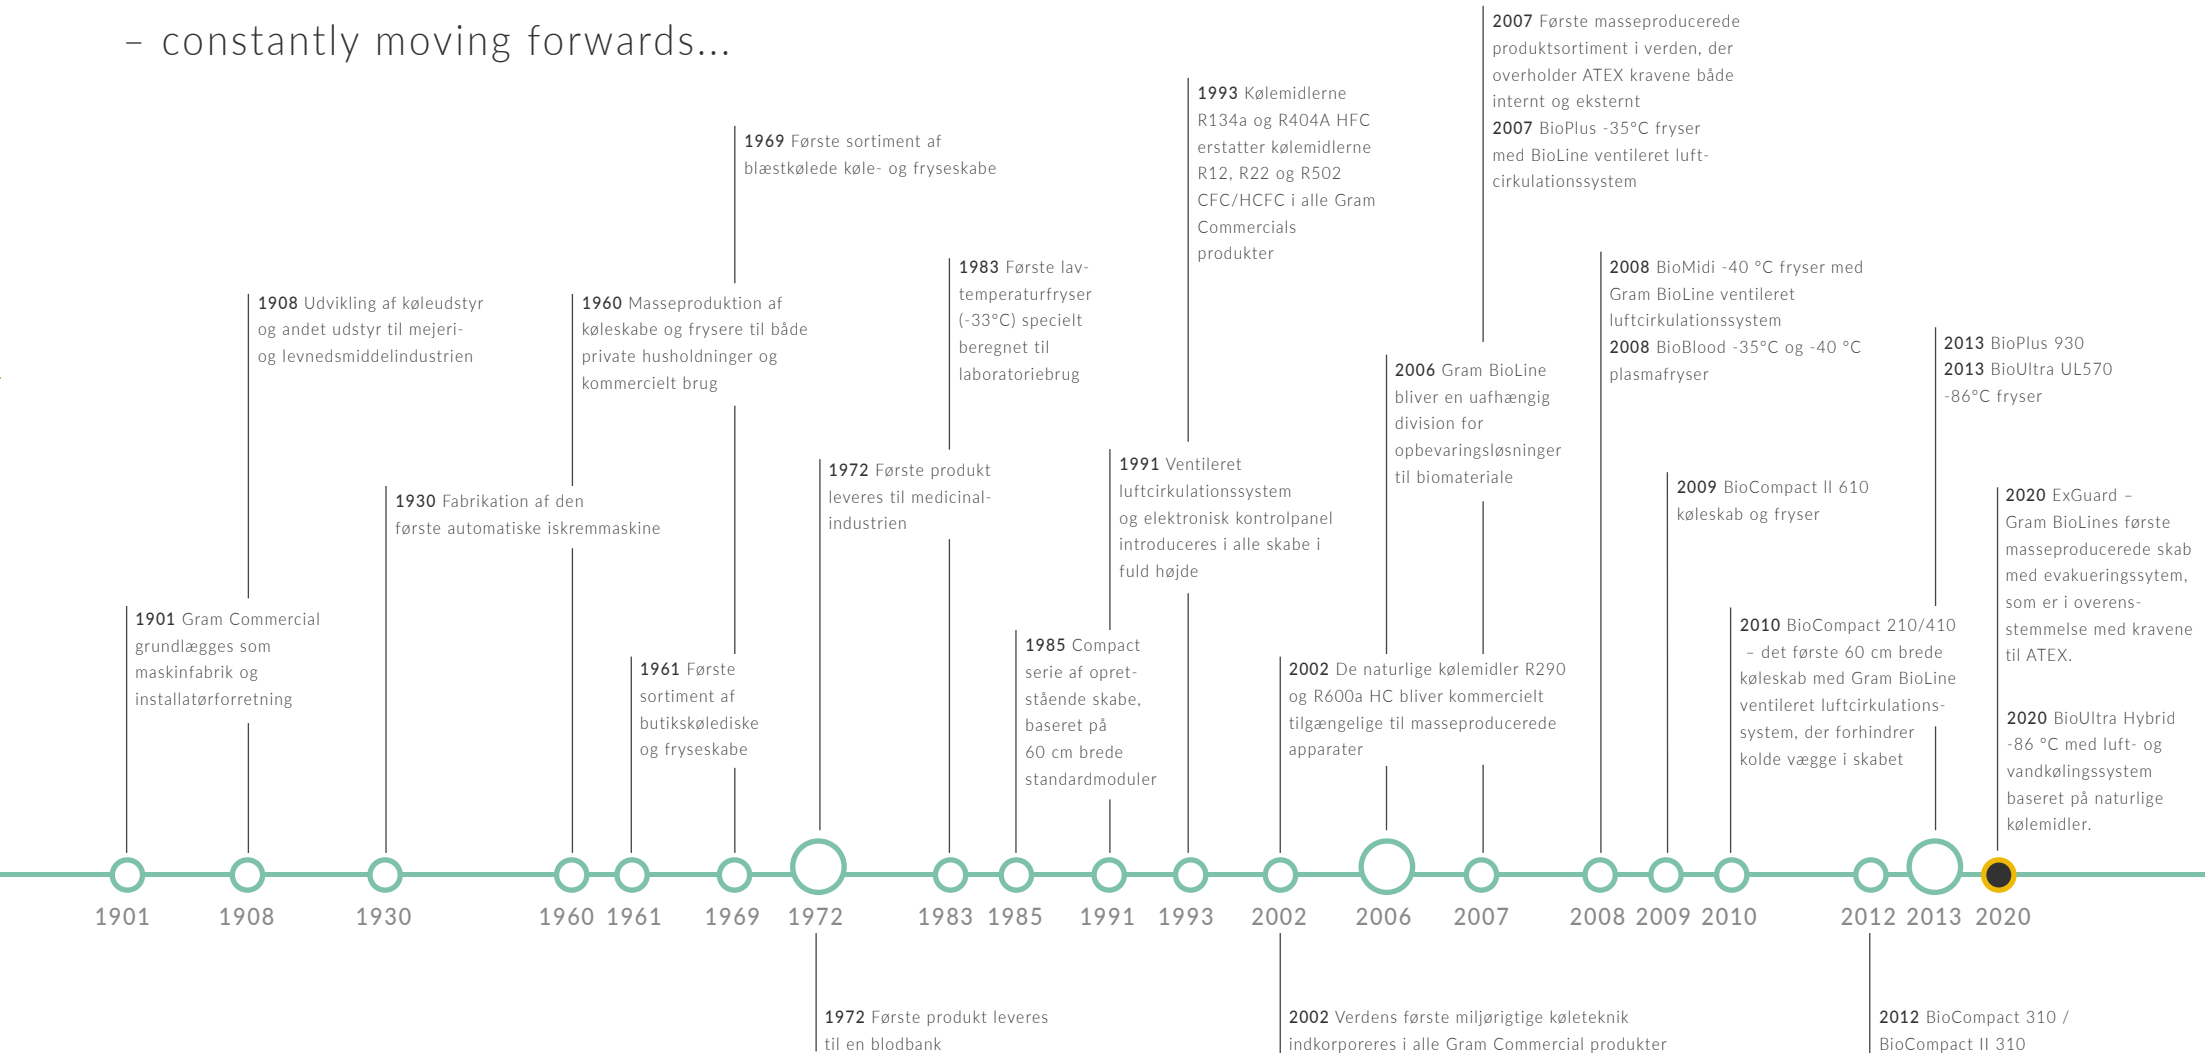 – constantly moving forwards...
1901 Gram Commercial
grundlægges som
maskinfabrik og
installatørforretning
1908 Udvikling af køleudstyr
og andet udstyr til mejeri-
og levnedsmiddelindustrien
1930 Fabrikation af den
første automatiske iskremmaskine
1960 Masseproduktion af
køleskabe og frysere til både
private husholdninger og
kommercielt brug
1961 Første
sortiment af
butikskølediske
og fryseskabe
1969 Første sortiment af
blæstkølede køle- og fryseskabe
1972 Første produkt
leveres til medicinal-
industrien
1983 Første lav-
temperaturfryser
(-33°C) specielt
beregnet til
laboratoriebrug
1985 Compact
serie af opret-
stående skabe,
baseret på
60 cm brede
standardmoduler
1991 Ventileret
luftcirkulationssystem
og elektronisk kontrolpanel
introduceres i alle skabe i
fuld højde
1993 Kølemidlerne
R134a og R404A HFC
erstatter kølemidlerne
R12, R22 og R502
CFC/HCFC i alle Gram
Commercials
produkter
2002 De naturlige kølemidler R290
og R600a HC bliver kommercielt
tilgængelige til masseproducerede
apparater
2006 Gram BioLine
bliver en uafhængig
division for
opbevaringsløsninger
til biomateriale
2007 Første masseproducerede
produktsortiment i verden, der
overholder ATEX kravene både
internt og eksternt
2007 BioPlus -35°C fryser
med BioLine ventileret luft-
cirkulationssystem
2008 BioMidi -40 °C fryser med
Gram BioLine ventileret
luftcirkulationssystem
2008 BioBlood -35°C og -40 °C
plasmafryser
2009 BioCompact II 610
køleskab og fryser
2010 BioCompact 210/410
– det første 60 cm brede
køleskab med Gram BioLine
ventileret luftcirkulations-
system, der forhindrer
kolde vægge i skabet
2013 BioPlus 930
2013 BioUltra UL570
-86°C fryser
2020 ExGuard –
Gram BioLines første
masseproducerede skab
med evakueringssytem,
som er i overens-
stemmelse med kravene
til ATEX.
2020 BioUltra Hybrid
-86 °C med luft- og
vandkølingssystem
baseret på naturlige
kølemidler.
1901 1908 1930 1960 1961 1969 1972 1983 1985 1991 1993 2002 2006 2007 2008 2009 2010 2012 2013 2020
1972 Første produkt leveres
til en blodbank
2002 Verdens første miljørigtige køleteknik
indkorporeres i alle Gram Commercial produkter
2012 BioCompact 310 /
BioCompact II 310